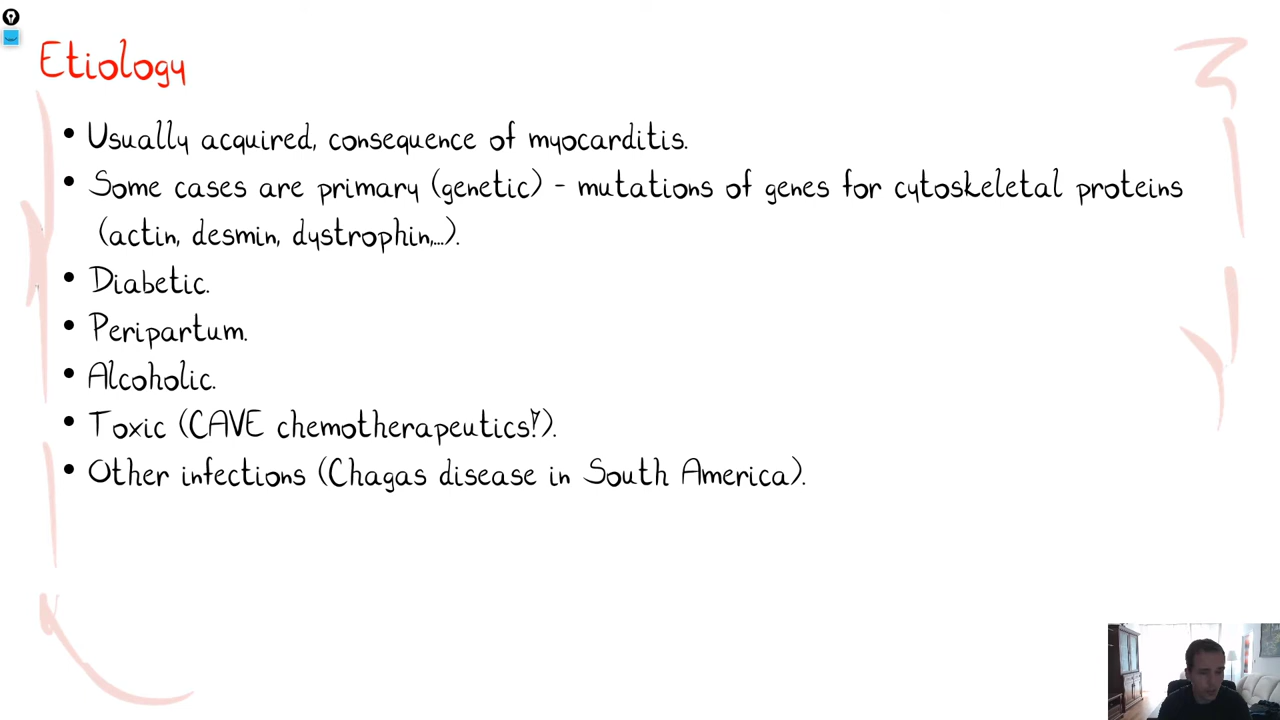 Etiology
• Usually acquired, consequence of myocarditis.
• Some cases are primary (genetic) - mutations of genes for cytoskeletal proteins
(actin, desmin, dystrophin,...).
• Diabetic.
• Peripartum.
• Alcoholic.
• Toxic (CAVE chemotherapeutics!).
• Other infections (Chagas disease in South America).